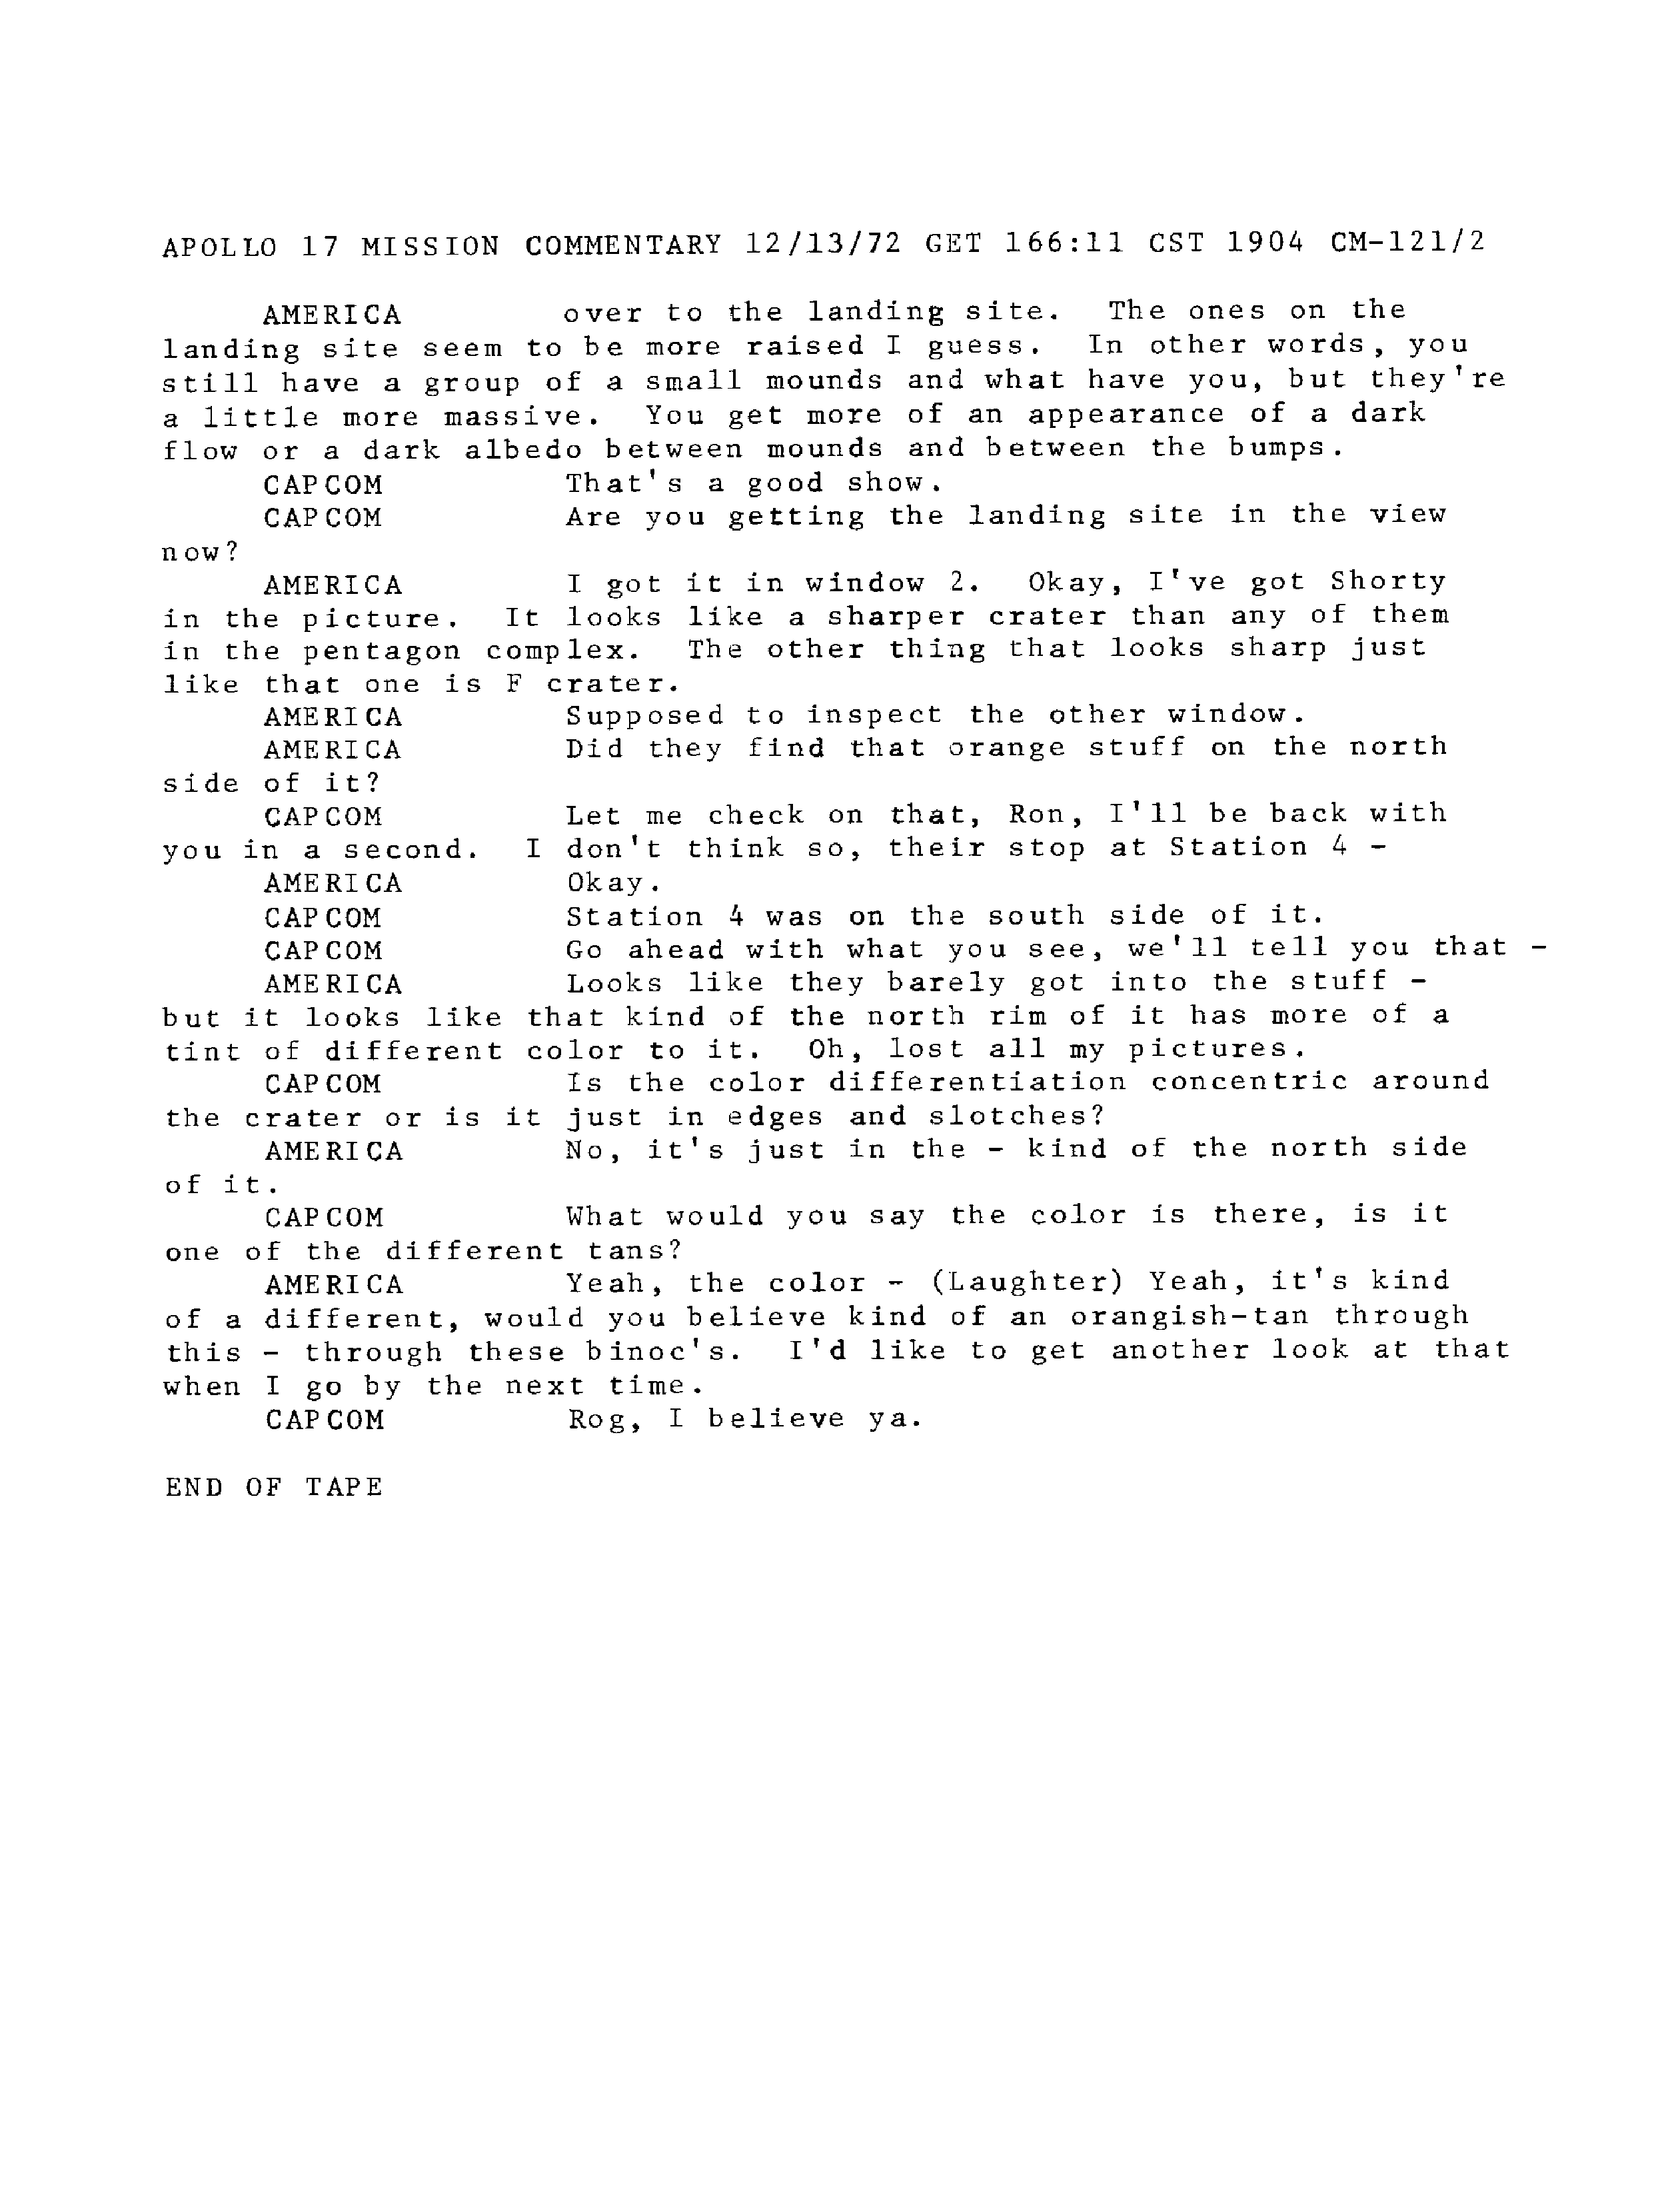 APOLLO 17 MISSION COMMENTARY 12/13/72 GET 166:11 CST 1904 CM-121/2
AMERICA over to the landing site. The ones on the
landing site seem to be more raised I guess. In other words, you
still have a group of a small mounds and what have you, but they're
a little more massive. You get more of an appearance of a dark
flow or a dark albedo between mounds and between the bumps.
CAPCOM That's a good show.
CAPCOM Are you getting the landing site in the view
now?
AMERICA I got it in window 2. Okay, I've got Shorty
in the picture. It looks like a sharper crater than any of them
in the pentagon complex. The other thing that looks sharp just
like that one is F crater.
AMERICA Supposed to inspect the other window.
AMERICA Did they find that orange stuff on the north
side of it?
CAPCOM Let me check on that, Ron, I'll be back with
you in a second. I don't think so, their stop at Station 4 -
AMERICA Okay.
CAPCOM Station 4 was on the south side of it.
CAPCOM Go ahead with what you see, we'll tell you that -
AMERICA Looks like they barely got into the stuff -
but it looks like that kind of the north rim of it has more of a
tint of different color to it. Oh, lost all my pictures.
CAPCOM Is the color differentiation concentric around
the crater or is it just in edges and slotches?
AMERICA No, it's just in the - kind of the north side
of it.
CAPCOM What would you say the color is there, is it
one of the different tans?
AMERICA Yeah, the color - (Laughter) Yeah, it's kind
of a different, would you believe kind of an orangish-tan through
this - through these binoc's. I'd like to get another look at that
when I go by the next time.
CAPCOM Rog, I believe ya.
END OF TAPE